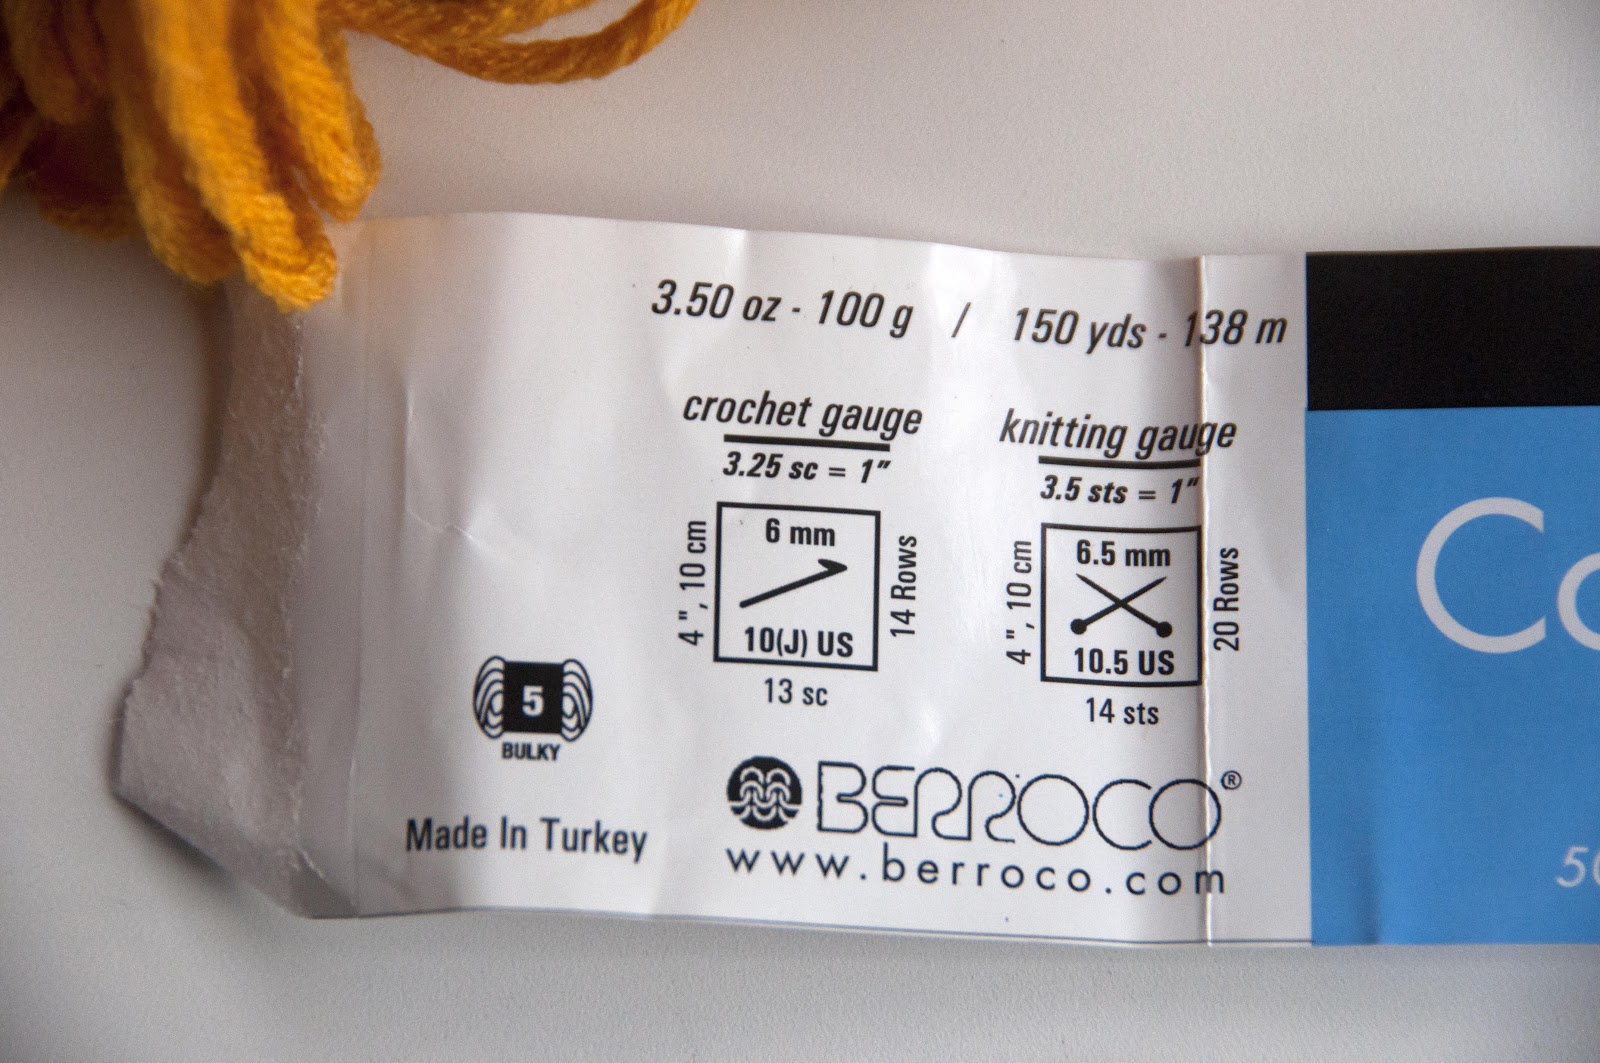 3.50 oz - 100 g / 150 yds - 138 m
crochet gauge
3.25 sc = 1"
4 ", 10 cm
6 mm
10(J) US
14 Rows
13 sc
knitting gauge
3.5 sts = 1"
4 ", 10 cm
6.5 mm
10.5 US
20 Rows
14 sts
5
BULKY
Made In Turkey
BERROCO®
www.berroco.com